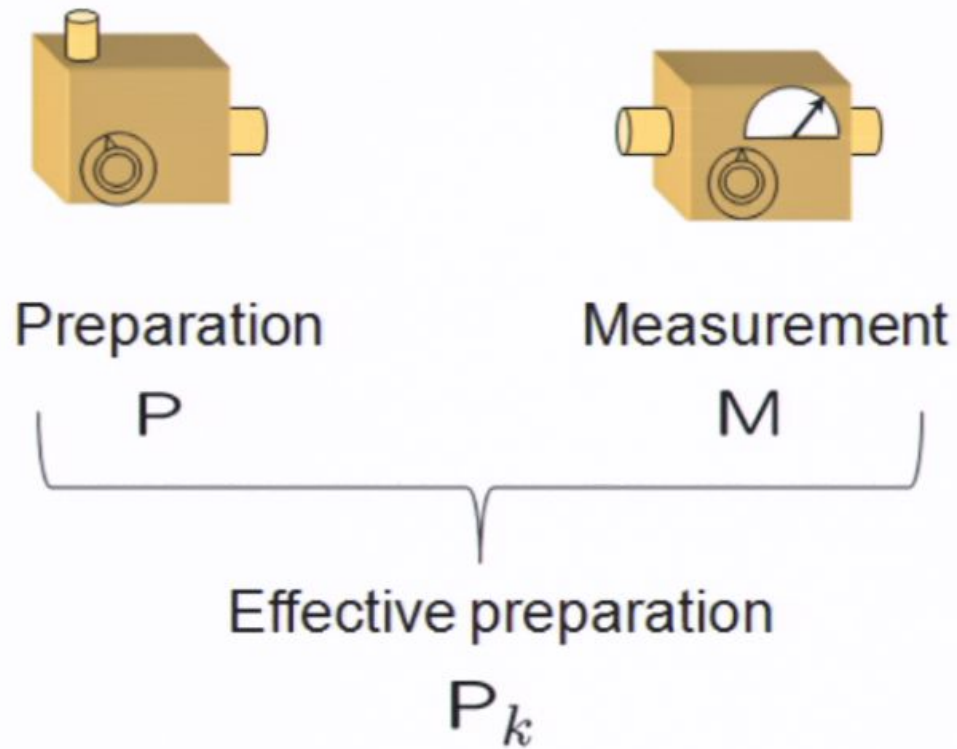 Preparation
Measurement
P
M
Effective preparation
P_k